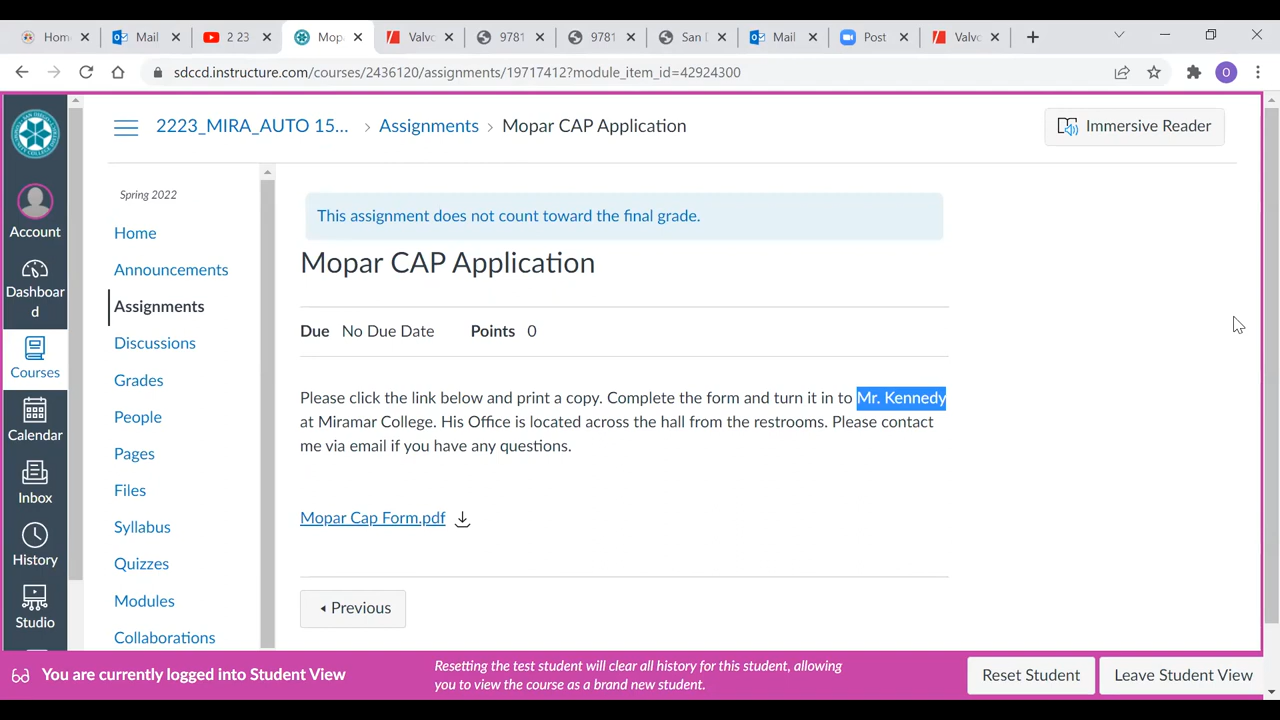 Hom
Mail
2 23
Mopa
Valvo
9781
9781
San D
Mail
Post
Valvo
sdccd.instructure.com/courses/2436120/assignments/19717412?module_item_id=42924300
O
2223_MIRA_AUTO 15... › Assignments › Mopar CAP Application
Immersive Reader
Account
Dashboar
d
Courses
Calendar
Inbox
History
Studio
Spring 2022
Home
Announcements
Assignments
Discussions
Grades
People
Pages
Files
Syllabus
Quizzes
Modules
Collaborations
This assignment does not count toward the final grade.
Mopar CAP Application
Due No Due Date Points 0
Please click the link below and print a copy. Complete the form and turn it in to Mr. Kennedy
at Miramar College. His Office is located across the hall from the restrooms. Please contact
me via email if you have any questions.
Mopar Cap Form.pdf
Previous
You are currently logged into Student View
Resetting the test student will clear all history for this student, allowing
you to view the course as a brand new student.
Reset Student
Leave Student View